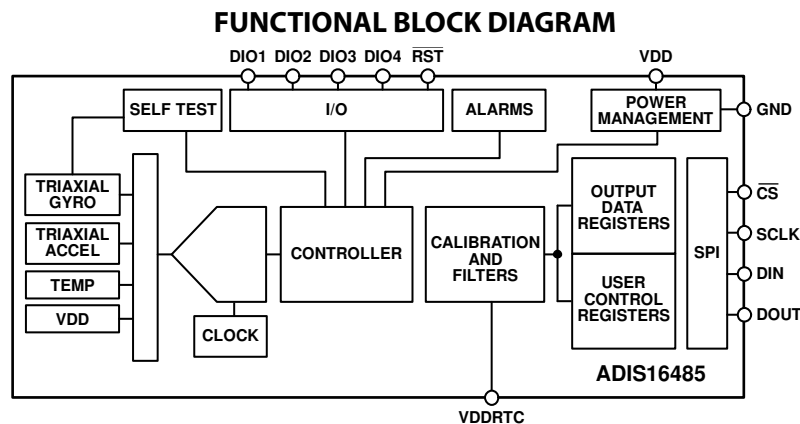 FUNCTIONAL BLOCK DIAGRAM
DIO1 DIO2 DIO3 DIO4 RST VDD
SELF TEST
I/O
ALARMS
POWER
MANAGEMENT
GND
TRIAXIAL
GYRO
TRIAXIAL
ACCEL
TEMP
VDD
CLOCK
CONTROLLER
CALIBRATION
AND
FILTERS
OUTPUT
DATA
REGISTERS
USER
CONTROL
REGISTERS
SPI
CS
SCLK
DIN
DOUT
ADIS16485
VDDRTC